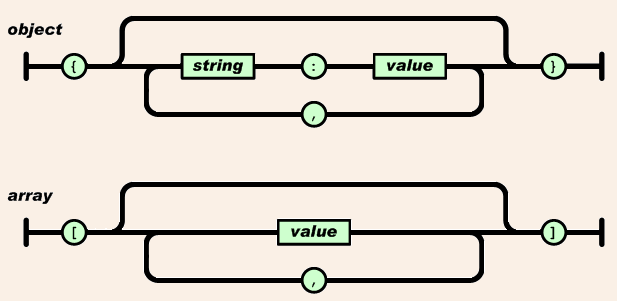 object
{ string : value }
,
array
[ value ]
,